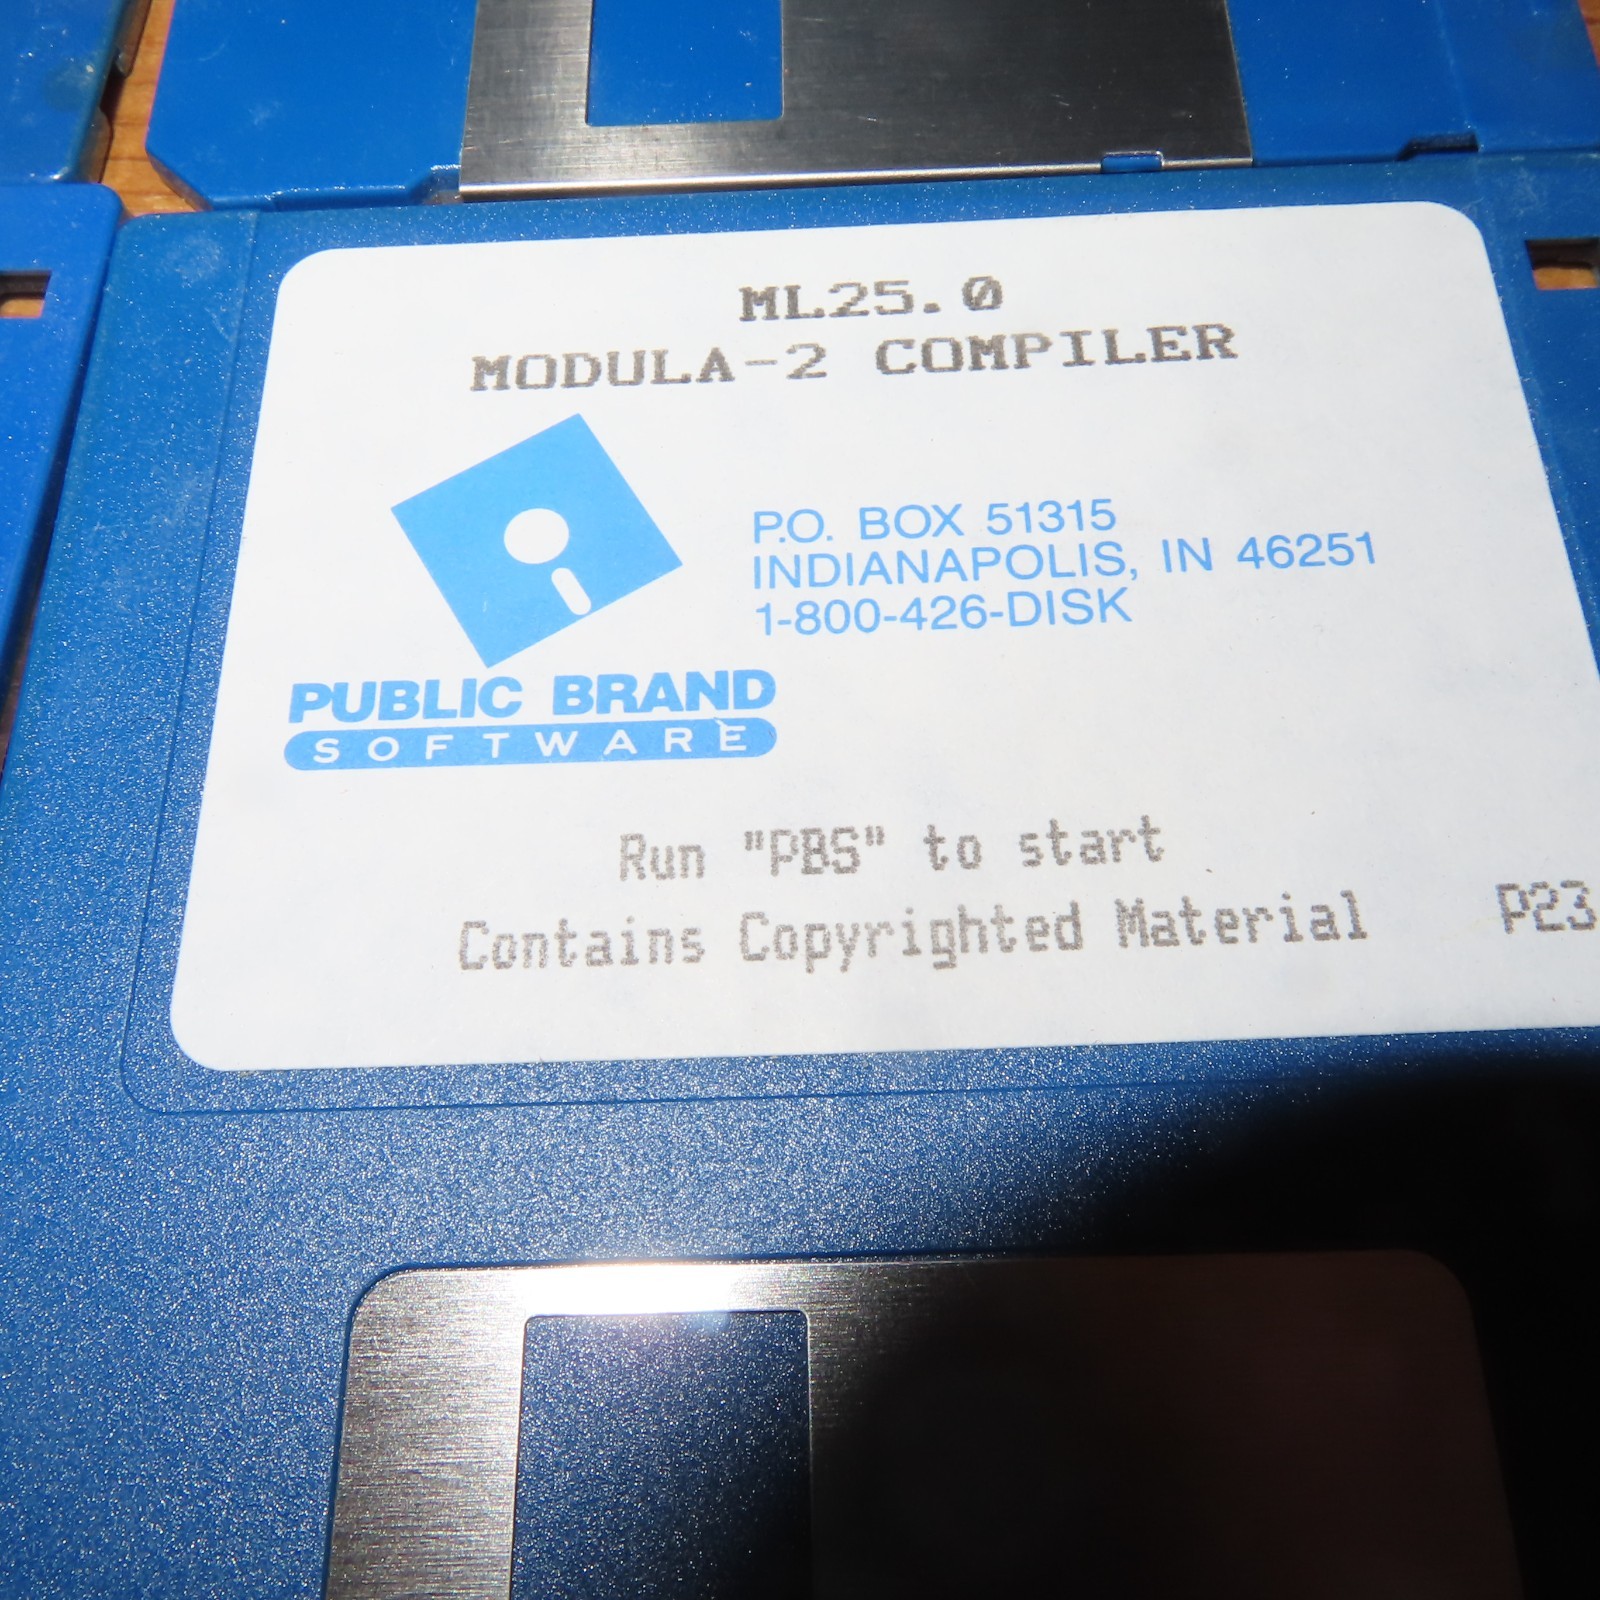 ML25.0
MODULA-2 COMPILER
P.O. BOX 51315
INDIANAPOLIS, IN 46251
1-800-426-DISK
PUBLIC BRAND
SOFTWARE
Run "PBS" to start
Contains Copyrighted Material P23